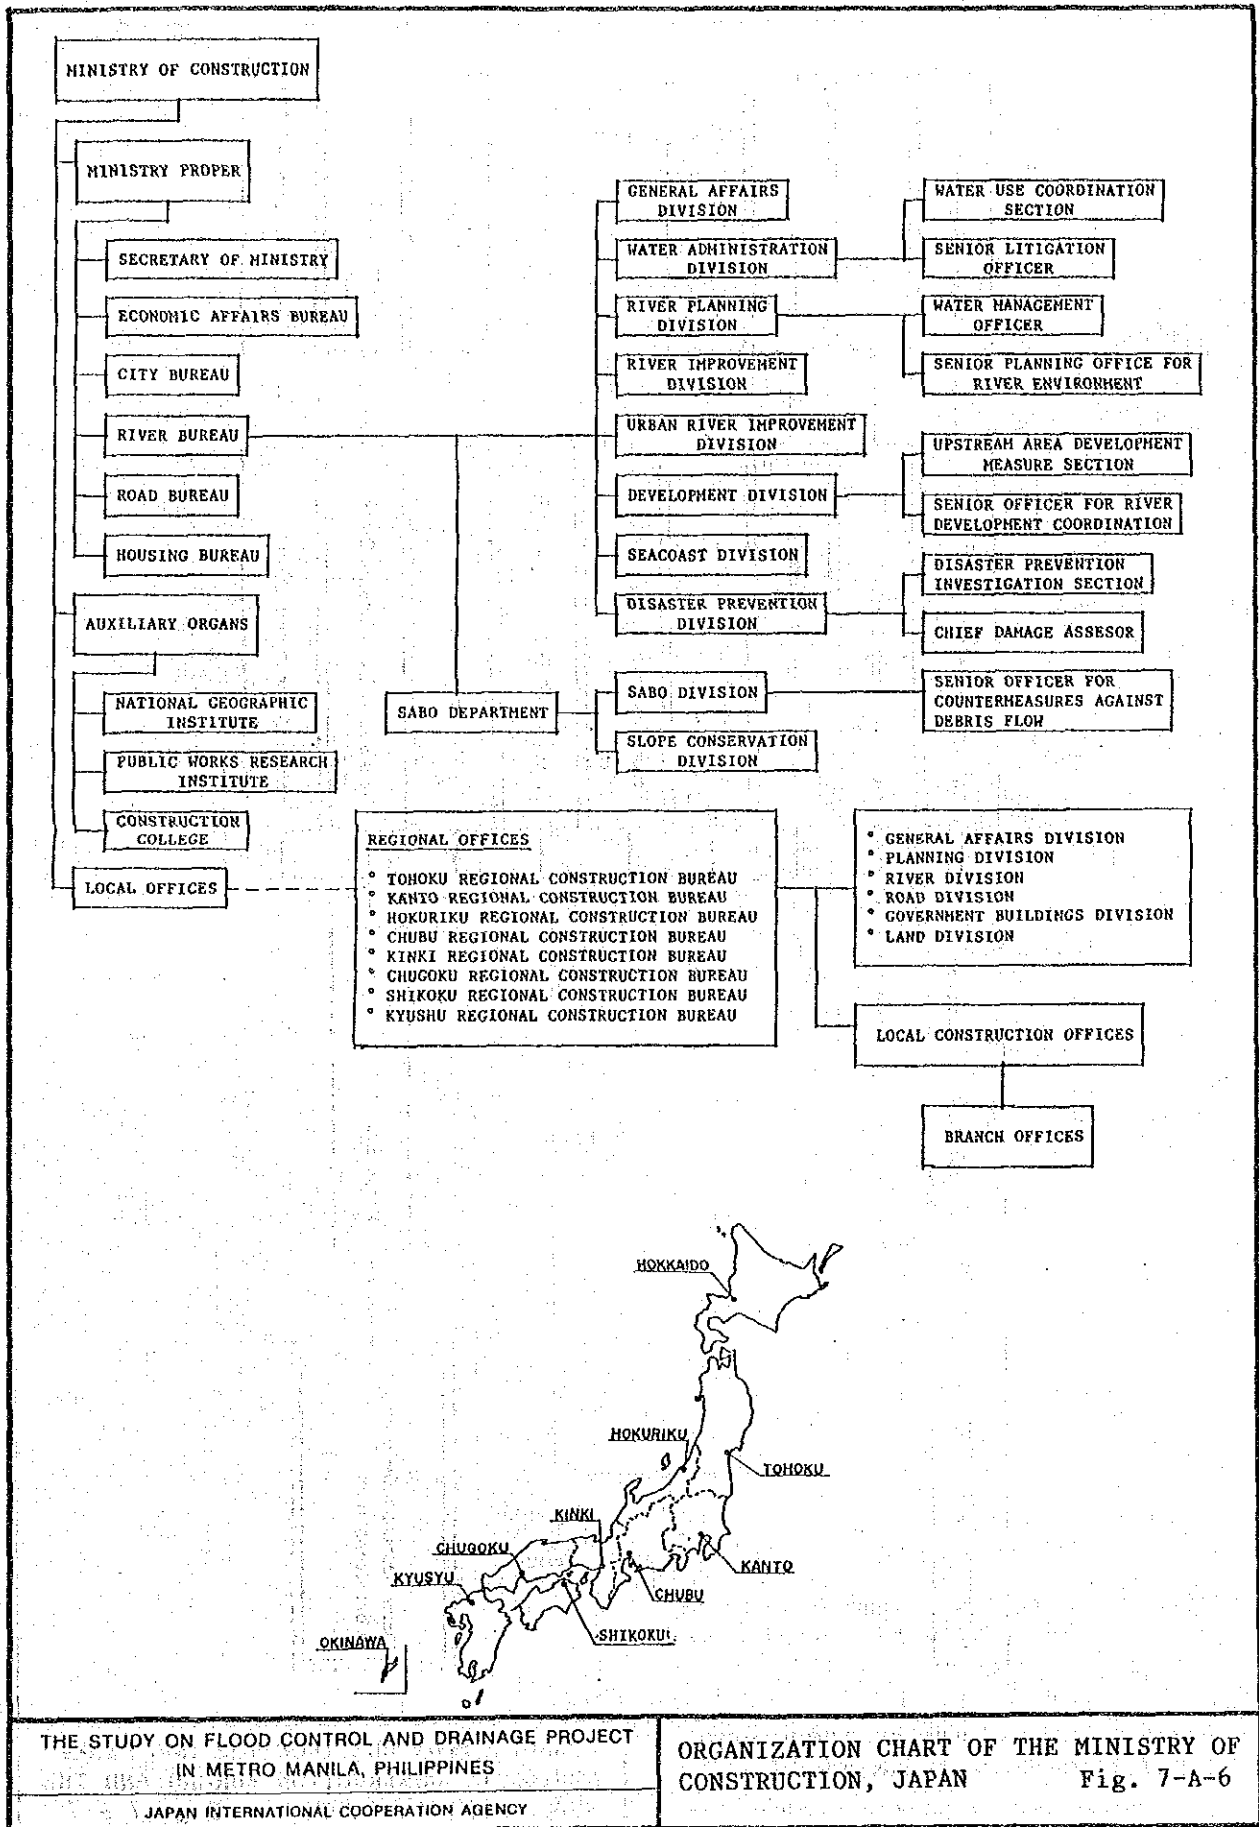 MINISTRY OF CONSTRUCTION
MINISTRY PROPER
SECRETARY OF MINISTRY
ECONOMIC AFFAIRS BUREAU
CITY BUREAU
RIVER BUREAU
ROAD BUREAU
HOUSING BUREAU
AUXILIARY ORGANS
NATIONAL GEOGRAPHIC
INSTITUTE
PUBLIC WORKS RESEARCH
INSTITUTE
CONSTRUCTION
COLLEGE
LOCAL OFFICES
GENERAL AFFAIRS
DIVISION
WATER ADMINISTRATION
DIVISION
RIVER PLANNING
DIVISION
RIVER IMPROVEMENT
DIVISION
URBAN RIVER IMPROVEMENT
DIVISION
DEVELOPMENT DIVISION
SEACOAST DIVISION
DISASTER PREVENTION
DIVISION
WATER USE COORDINATION
SECTION
SENIOR LITIGATION
OFFICER
WATER MANAGEMENT
OFFICER
SENIOR PLANNING OFFICE FOR
RIVER ENVIRONMENT
UPSTREAM AREA DEVELOPMENT
MEASURE SECTION
SENIOR OFFICER FOR RIVER
DEVELOPMENT COORDINATION
DISASTER PREVENTION
INVESTIGATION SECTION
CHIEF DAMAGE ASSESOR
SABO DEPARTMENT
SABO DIVISION
SLOPE CONSERVATION
DIVISION
SENIOR OFFICER FOR
COUNTERMEASURES AGAINST
DEBRIS FLOW
REGIONAL OFFICES
° TOHOKU REGIONAL CONSTRUCTION BUREAU
° KANTO REGIONAL CONSTRUCTION BUREAU
° HOKURIKU REGIONAL CONSTRUCTION BUREAU
° CHUBU REGIONAL CONSTRUCTION BUREAU
° KINKI REGIONAL CONSTRUCTION BUREAU
° CHUGOKU REGIONAL CONSTRUCTION BUREAU
° SHIKOKU REGIONAL CONSTRUCTION BUREAU
° KYUSHU REGIONAL CONSTRUCTION BUREAU
° GENERAL AFFAIRS DIVISION
° PLANNING DIVISION
° RIVER DIVISION
° ROAD DIVISION
° GOVERNMENT BUILDINGS DIVISION
° LAND DIVISION
LOCAL CONSTRUCTION OFFICES
BRANCH OFFICES
HOKKAIDO
HOKURIKU
TOHOKU
KINKI
CHUGOKU
KANTO
KYUSYU
CHUBU
SHIKOKU
OKINAWA
THE STUDY ON FLOOD CONTROL AND DRAINAGE PROJECT
IN METRO MANILA, PHILIPPINES
JAPAN INTERNATIONAL COOPERATION AGENCY
ORGANIZATION CHART OF THE MINISTRY OF
CONSTRUCTION, JAPAN Fig. 7-A-6